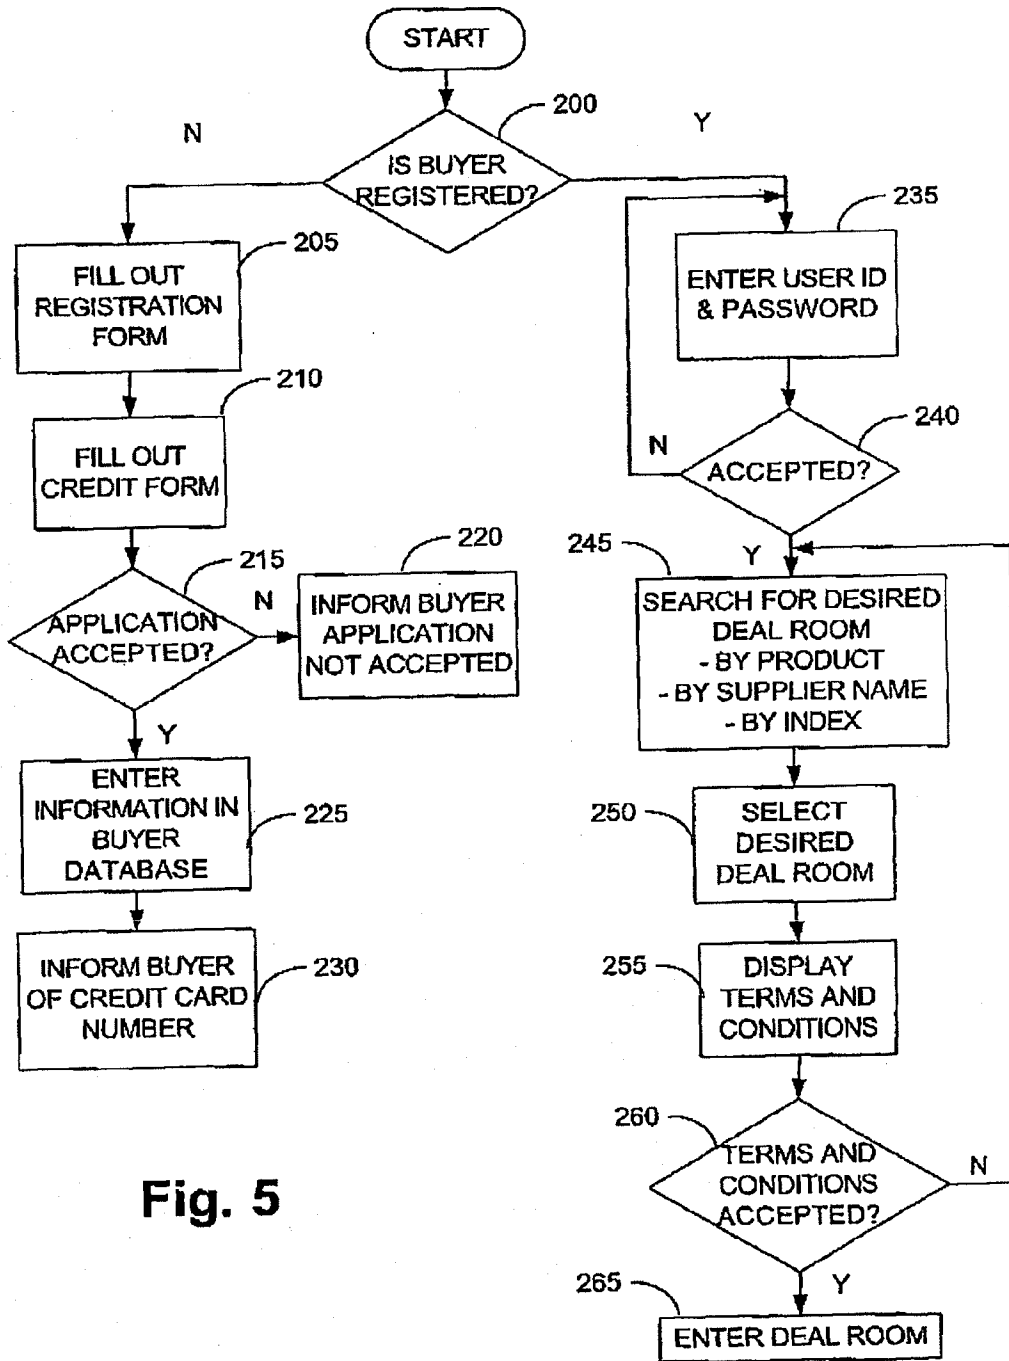 START
200
N
Y
IS BUYER
REGISTERED?
205
FILL OUT
REGISTRATION
FORM
210
FILL OUT
CREDIT FORM
215
APPLICATION
ACCEPTED?
N
220
INFORM BUYER
APPLICATION
NOT ACCEPTED
Y
ENTER
INFORMATION IN
BUYER
DATABASE
225
INFORM BUYER
OF CREDIT CARD
NUMBER
230
235
ENTER USER ID
& PASSWORD
240
N
ACCEPTED?
Y
245
SEARCH FOR DESIRED
DEAL ROOM
- BY PRODUCT
- BY SUPPLIER NAME
- BY INDEX
250
SELECT
DESIRED
DEAL ROOM
255
DISPLAY
TERMS AND
CONDITIONS
260
TERMS AND
CONDITIONS
ACCEPTED?
N
Y
265
ENTER DEAL ROOM
Fig. 5